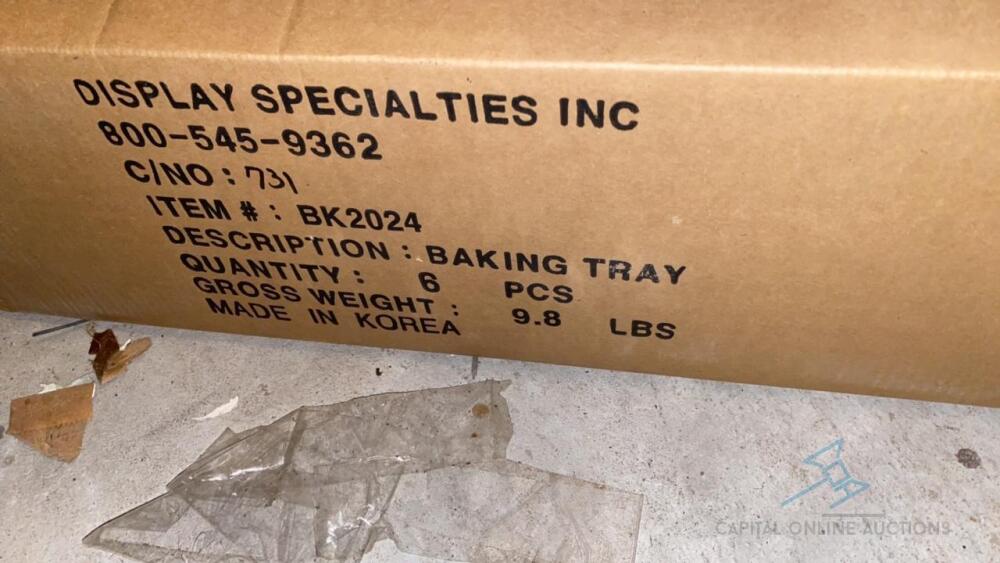 DISPLAY SPECIALTIES INC
800-545-9362
C/NO : 731
ITEM # : BK2024
DESCRIPTION : BAKING TRAY
QUANTITY : 6 PCS
GROSS WEIGHT : 9.8 LBS
MADE IN KOREA
CAPITAL ONLINE AUCTIONS